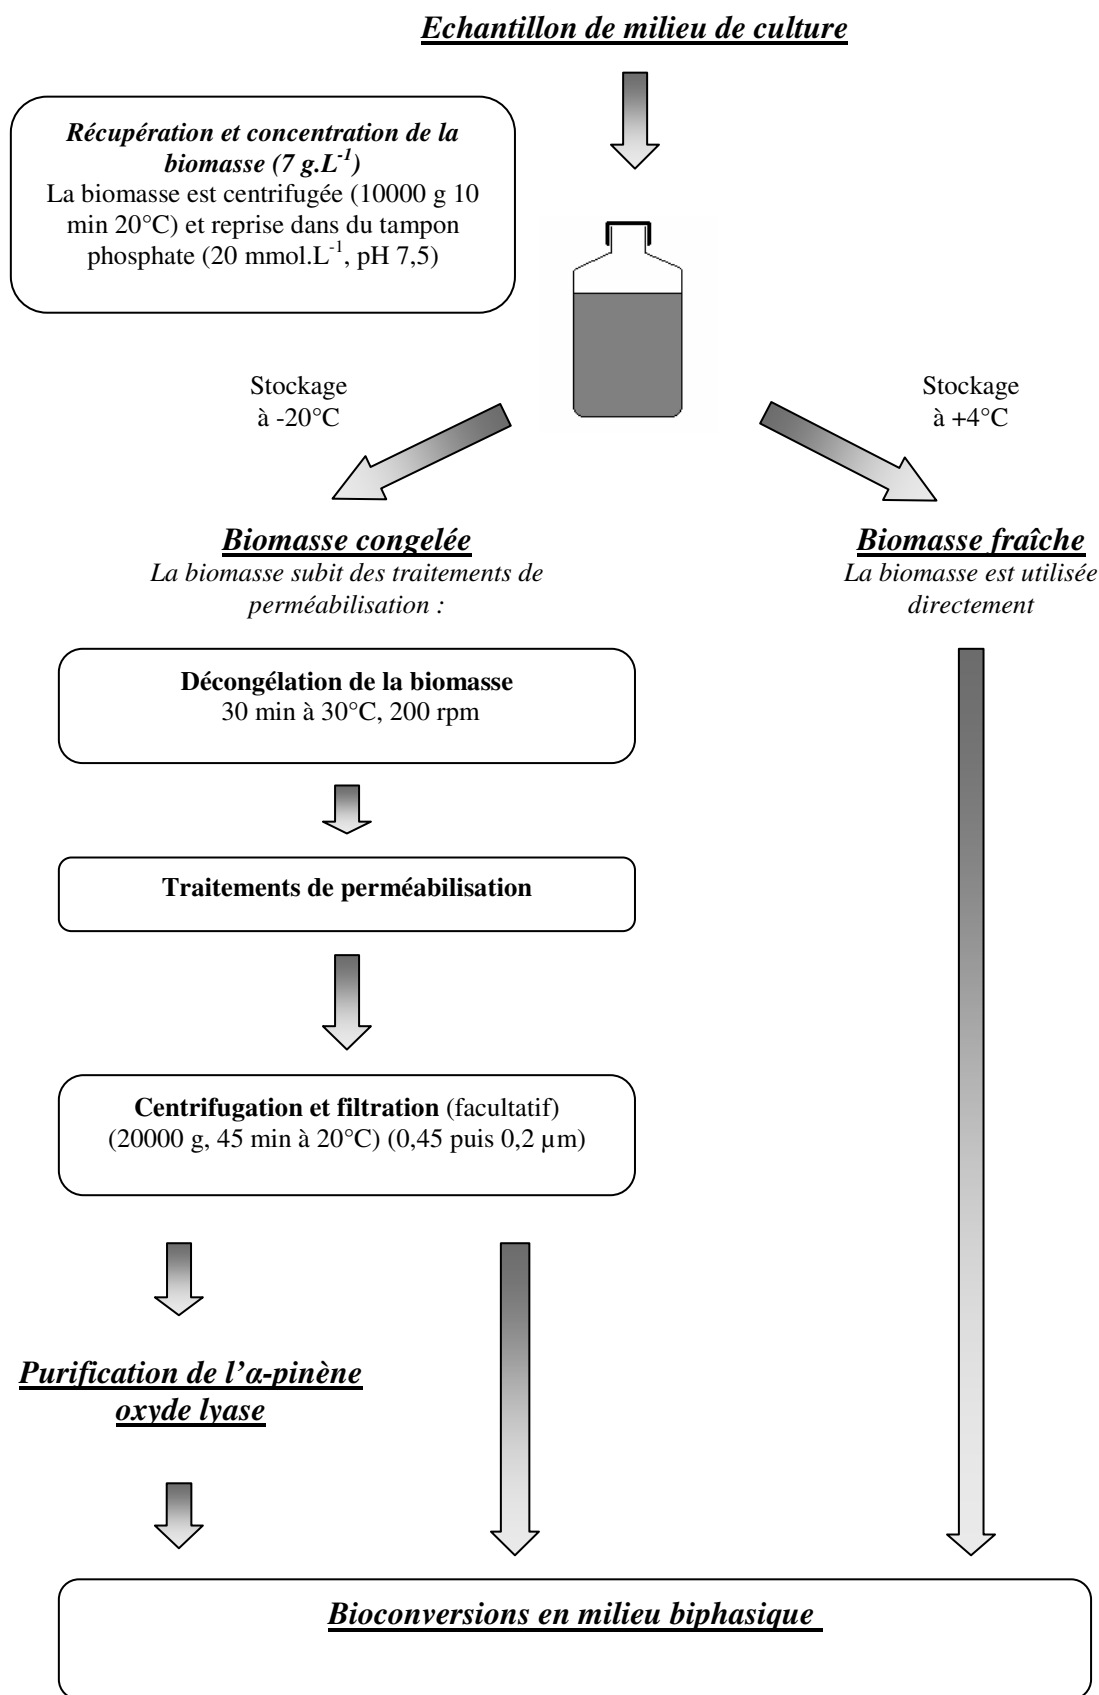 Echantillon de milieu de culture
Récupération et concentration de la
biomasse (7 g.L-1)
La biomasse est centrifugée (10000 g 10
min 20°C) et reprise dans du tampon
phosphate (20 mmol.L-1, pH 7,5)
Stockage
à -20°C
Stockage
à +4°C
Biomasse congelée
La biomasse subit des traitements de
perméabilisation :
Biomasse fraîche
La biomasse est utilisée
directement
Décongélation de la biomasse
30 min à 30°C, 200 rpm
Traitements de perméabilisation
Centrifugation et filtration (facultatif)
(20000 g, 45 min à 20°C) (0,45 puis 0,2 µm)
Purification de l’α-pinène
oxyde lyase
Bioconversions en milieu biphasique